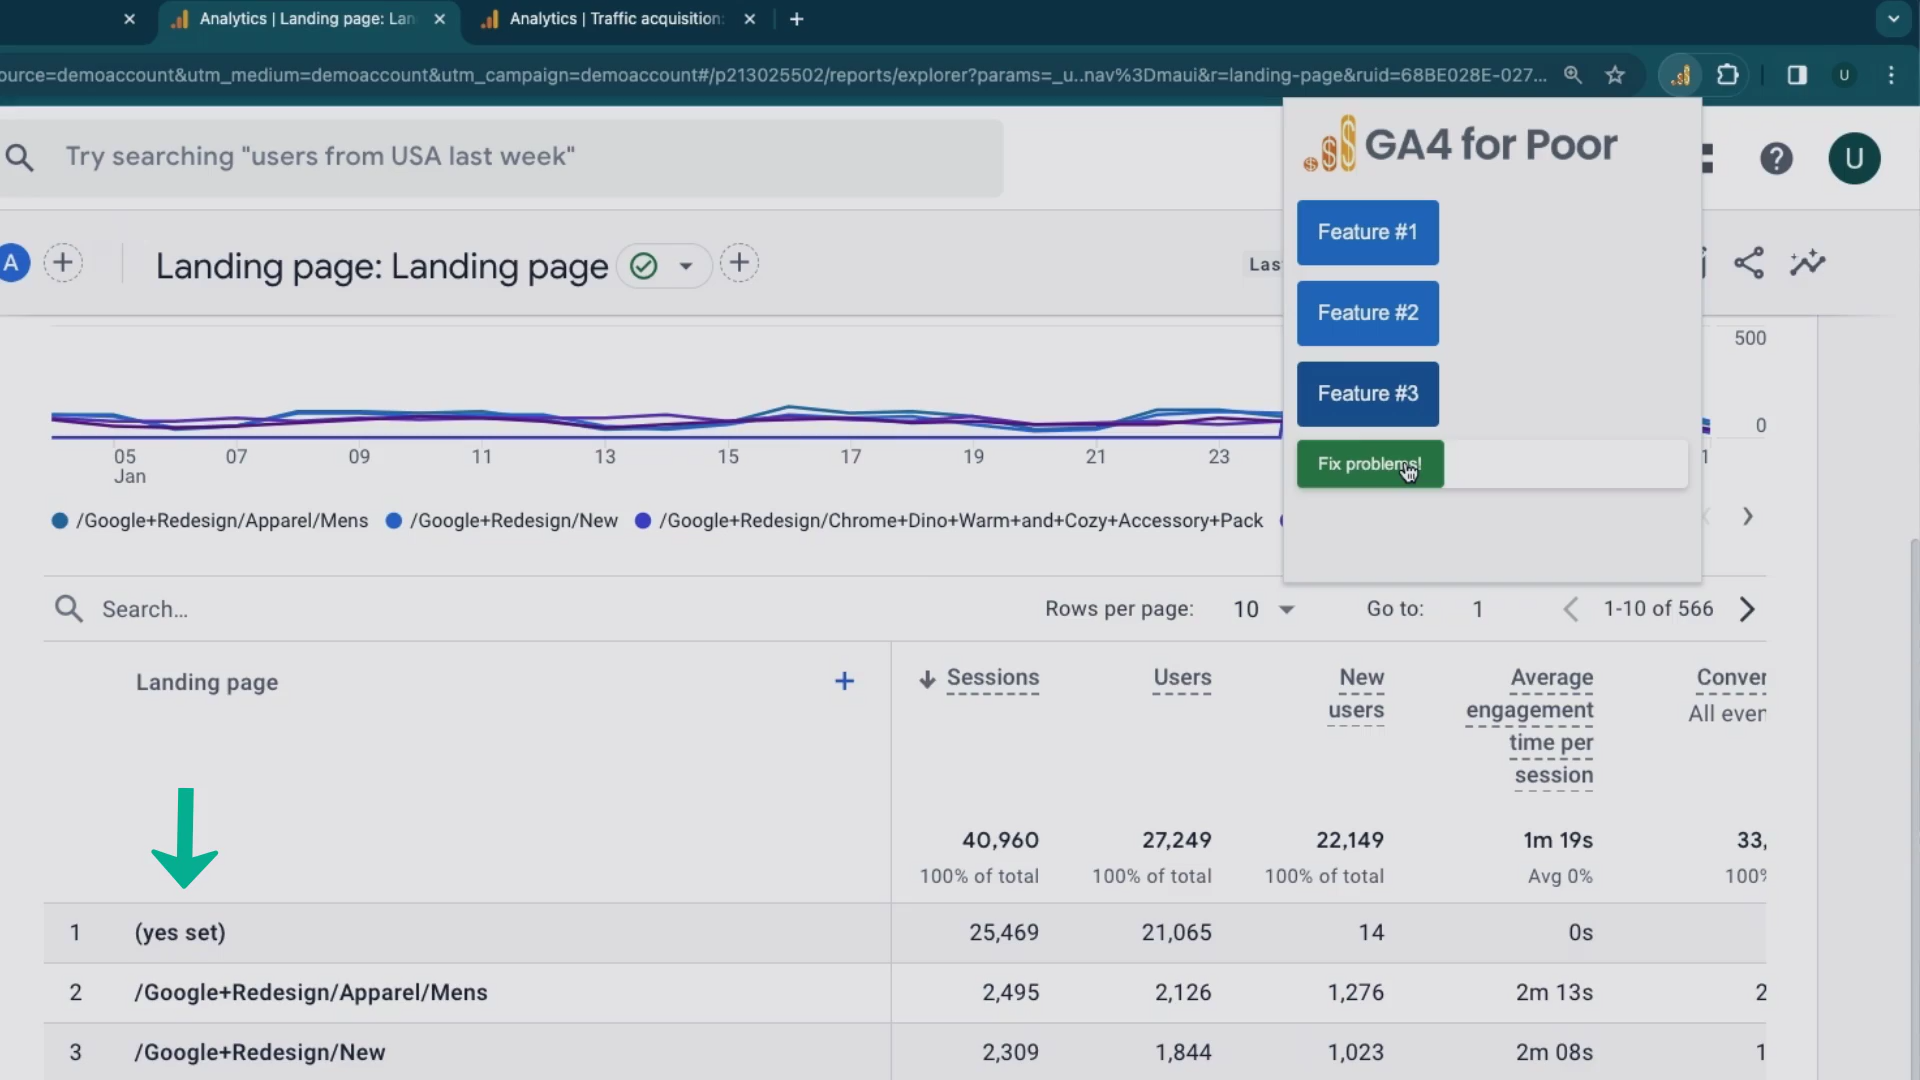 Analytics | Landing page: Lan
Analytics | Traffic acquisition:
ource=demoaccount&utm_medium=demoaccount&utm_campaign=demoaccount#/p213025502/reports/explorer?params=_u..nav%3Dmaui&r=landing-page&ruid=68BE028E-027...
U
GA4 for Poor
Try searching "users from USA last week"
U
Feature #1
A
Landing page: Landing page
Las
Feature #2
500
Feature #3
0
Fix problems!
05 07 09 11 13 15 17 19 21 23 1
Jan
/Google+Redesign/Apparel/Mens /Google+Redesign/New /Google+Redesign/Chrome+Dino+Warm+and+Cozy+Accessory+Pack
Search... Rows per page: 10 Go to: 1 1-10 of 566
Landing page
Sessions
Users
New
users
Average
engagement
time per
session
Conver
All even
40,960 27,249 22,149 1m 19s 33,
100% of total 100% of total 100% of total Avg 0% 100%
1 (yes set) 25,469 21,065 14 0s
2 /Google+Redesign/Apparel/Mens 2,495 2,126 1,276 2m 13s 2
3 /Google+Redesign/New 2,309 1,844 1,023 2m 08s 1